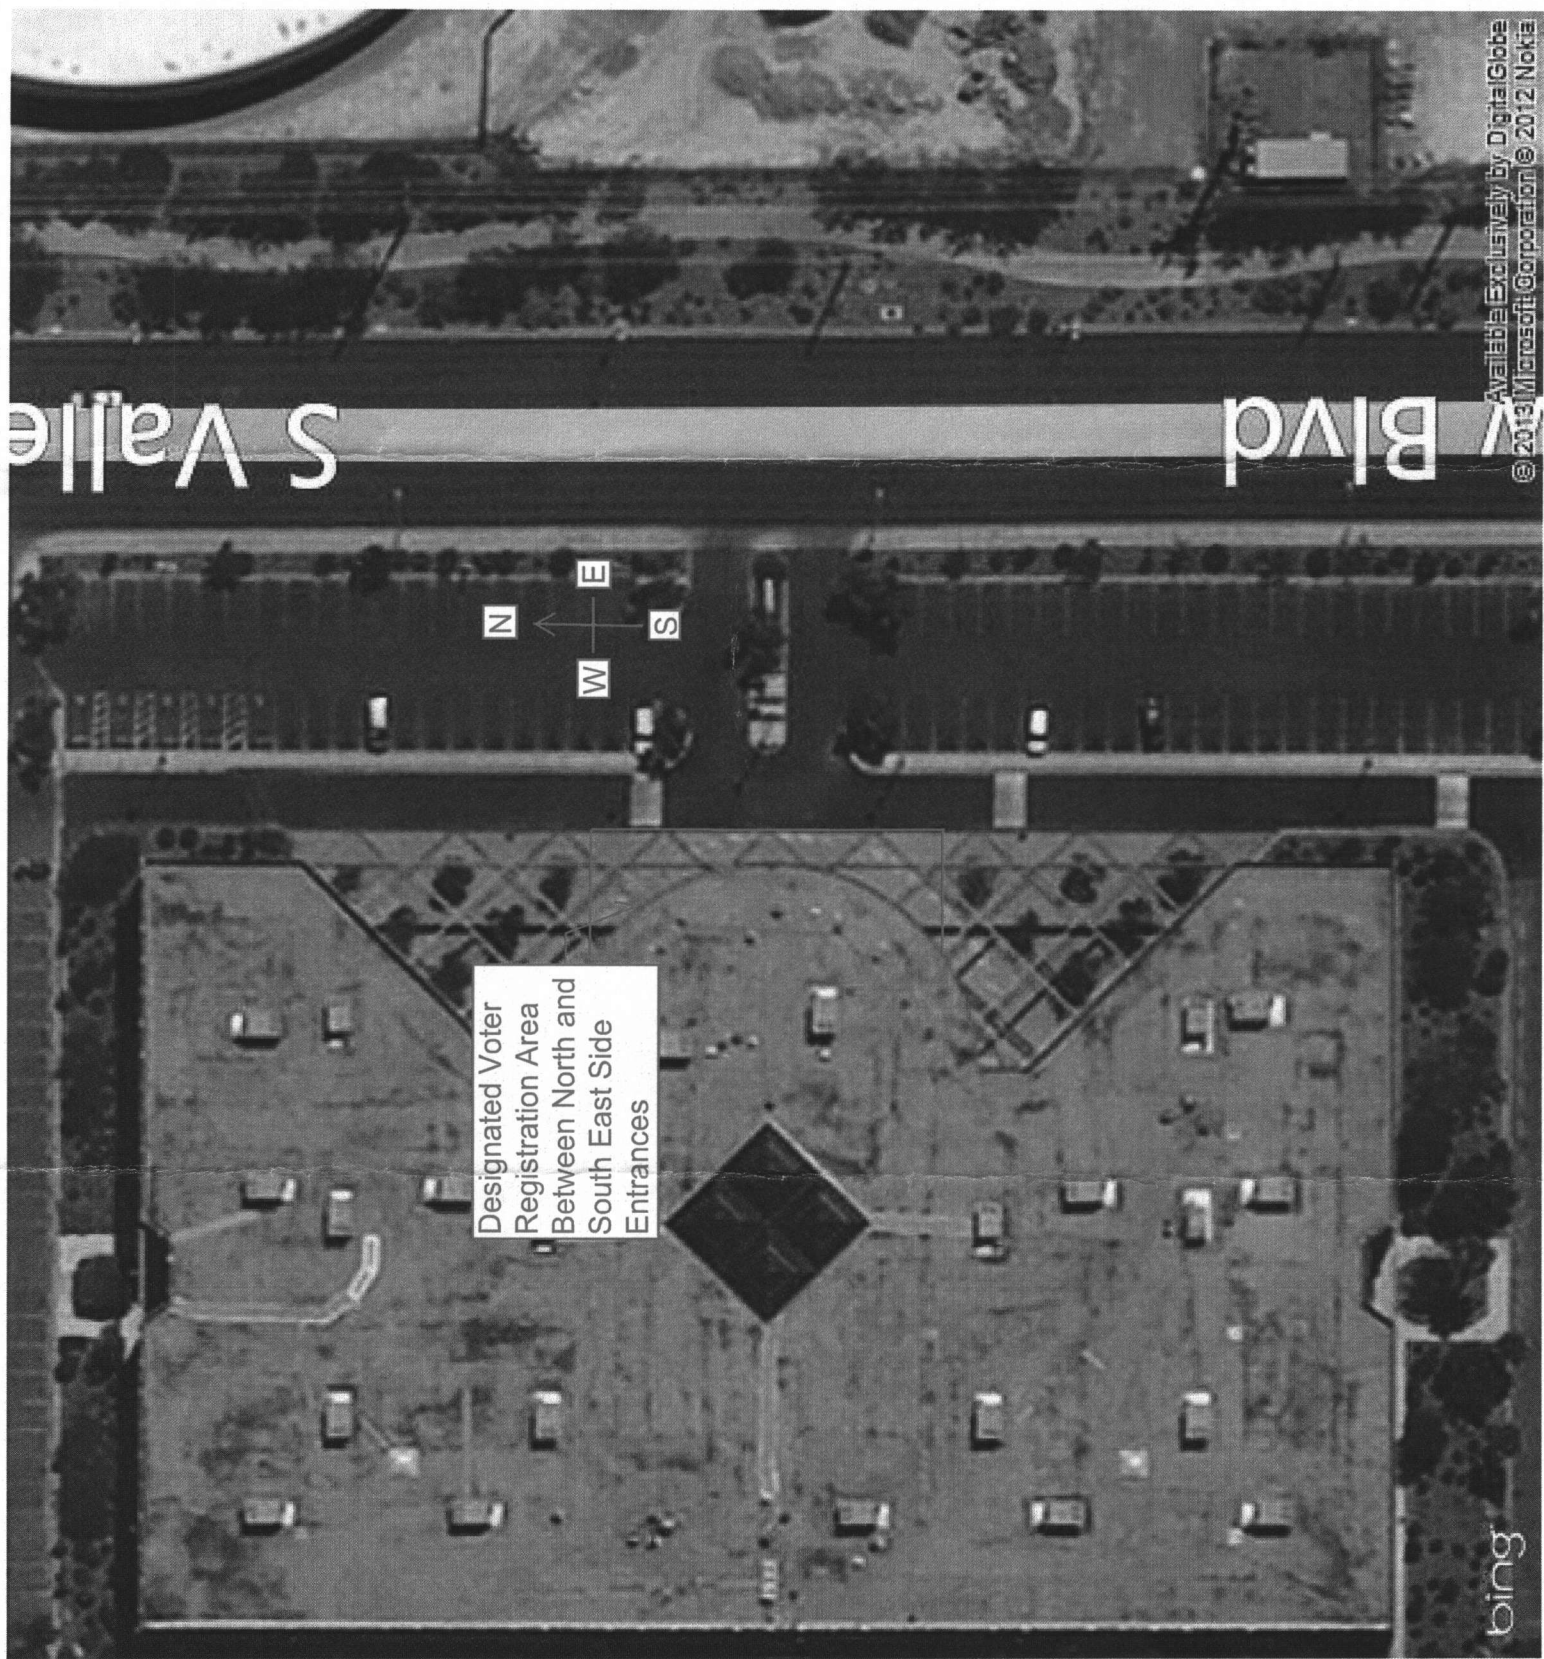 S Valle
w Blvd
N
E
S
W
Designated Voter
Registration Area
Between North and
South East Side
Entrances
Available Exclusively by DigitalGlobe
© 2013 Microsoft Corporation © 2012 Nokia
bing